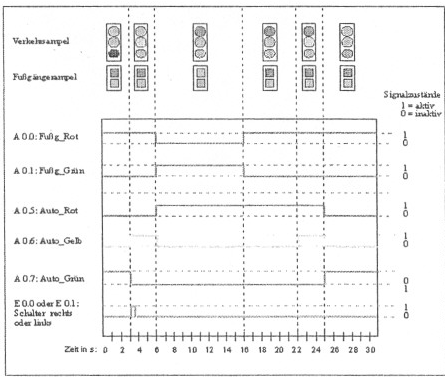 Verkehrsampel
Fußgängerampel
Signalzustände
1 = aktiv
0 = inaktiv
A 0.0: Fußg_Rot
1
0
A 0.1: Fußg_Grün
1
0
A 0.5: Auto_Rot
1
0
A 0.6: Auto_Gelb
1
0
A 0.7: Auto_Grün
0
1
E 0.0 oder E 0.1:
Schalter rechts
oder links
1
0
Zeit in s: 0 2 4 6 8 10 12 14 16 18 20 22 24 26 28 30